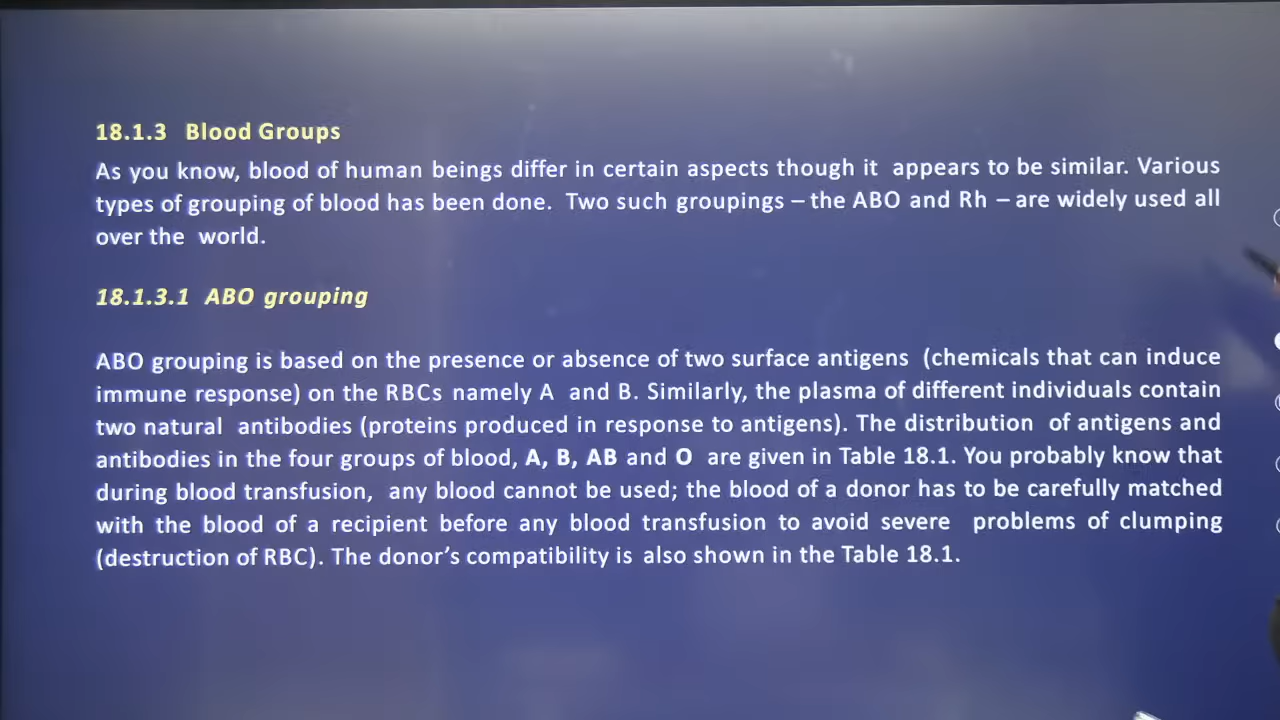 18.1.3 Blood Groups
As you know, blood of human beings differ in certain aspects though it appears to be similar. Various
types of grouping of blood has been done. Two such groupings – the ABO and Rh – are widely used all
over the world.
18.1.3.1 ABO grouping
ABO grouping is based on the presence or absence of two surface antigens (chemicals that can induce
immune response) on the RBCs namely A and B. Similarly, the plasma of different individuals contain
two natural antibodies (proteins produced in response to antigens). The distribution of antigens and
antibodies in the four groups of blood, A, B, AB and O are given in Table 18.1. You probably know that
during blood transfusion, any blood cannot be used; the blood of a donor has to be carefully matched
with the blood of a recipient before any blood transfusion to avoid severe problems of clumping
(destruction of RBC). The donor’s compatibility is also shown in the Table 18.1.